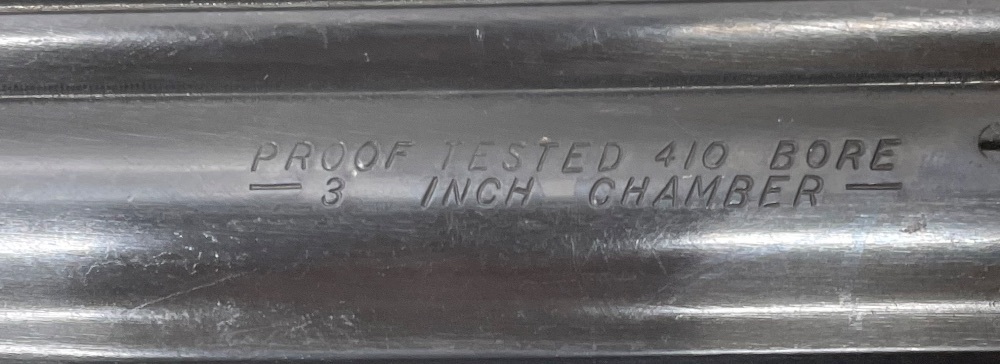 PROOF TESTED 410 BORE
— 3 INCH CHAMBER —